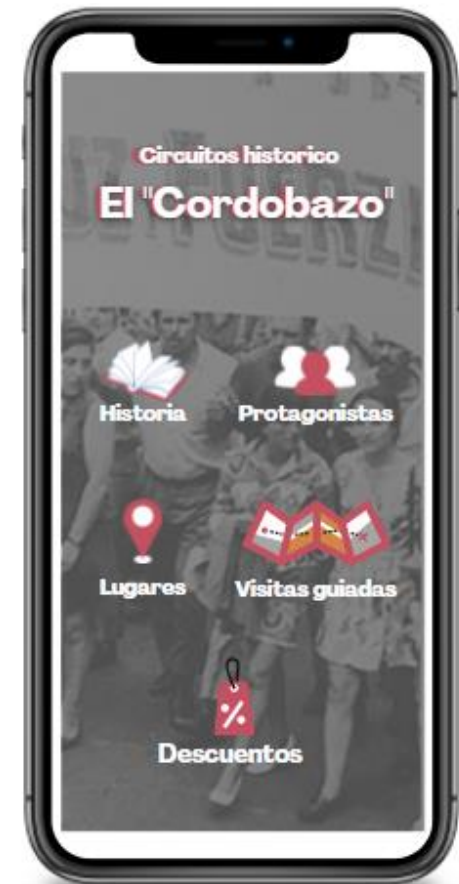 Circuitos historico
El "Cordobazo"
Historia
Protagonistas
Lugares
Visitas guiadas
%
Descuentos